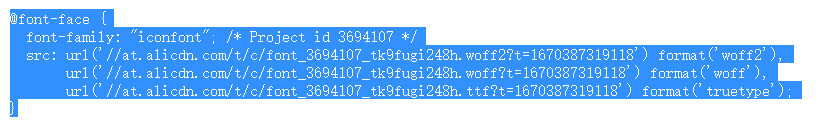 @font-face {
  font-family: "iconfont"; /* Project id 3694107 */
  src: url('//at.alicdn.com/t/c/font_3694107_tk9fugi248h.woff2?t=1670387319118') format('woff2'),
       url('//at.alicdn.com/t/c/font_3694107_tk9fugi248h.woff?t=1670387319118') format('woff'),
       url('//at.alicdn.com/t/c/font_3694107_tk9fugi248h.ttf?t=1670387319118') format('truetype');
}